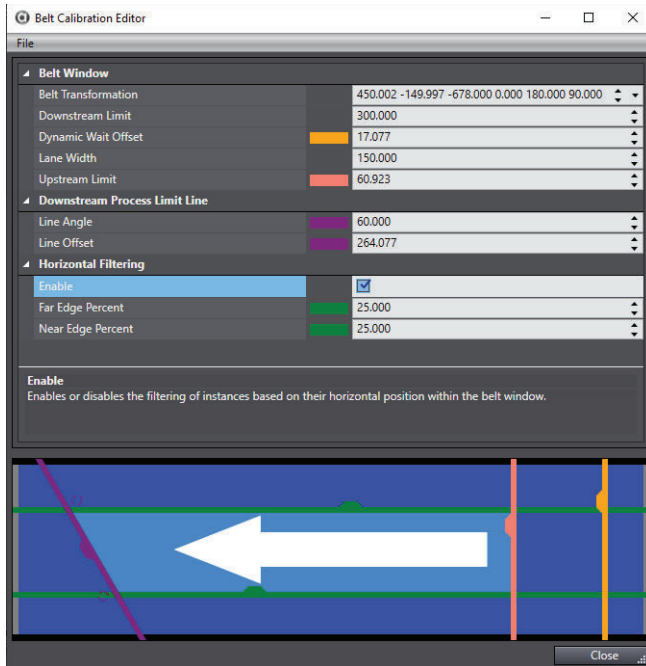 Belt Calibration Editor
File
Belt Window
Belt Transformation 450.002 -149.997 -678.000 0.000 180.000 90.000
Downstream Limit 300.000
Dynamic Wait Offset 17.077
Lane Width 150.000
Upstream Limit 60.923
Downstream Process Limit Line
Line Angle 60.000
Line Offset 264.077
Horizontal Filtering
Enable
Far Edge Percent 25.000
Near Edge Percent 25.000
Enable
Enables or disables the filtering of instances based on their horizontal position within the belt window.
Close